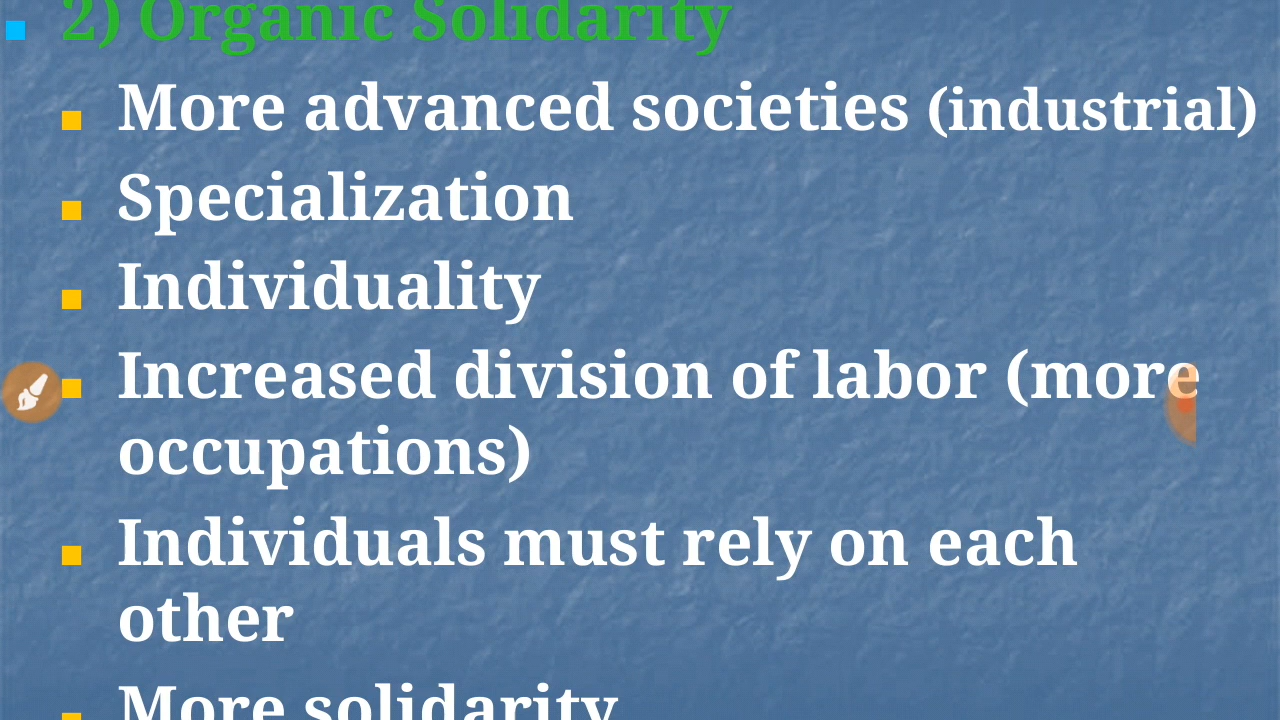 2) Organic Solidarity
More advanced societies (industrial)
Specialization
Individuality
Increased division of labor (more
occupations)
Individuals must rely on each
other
More solidarity